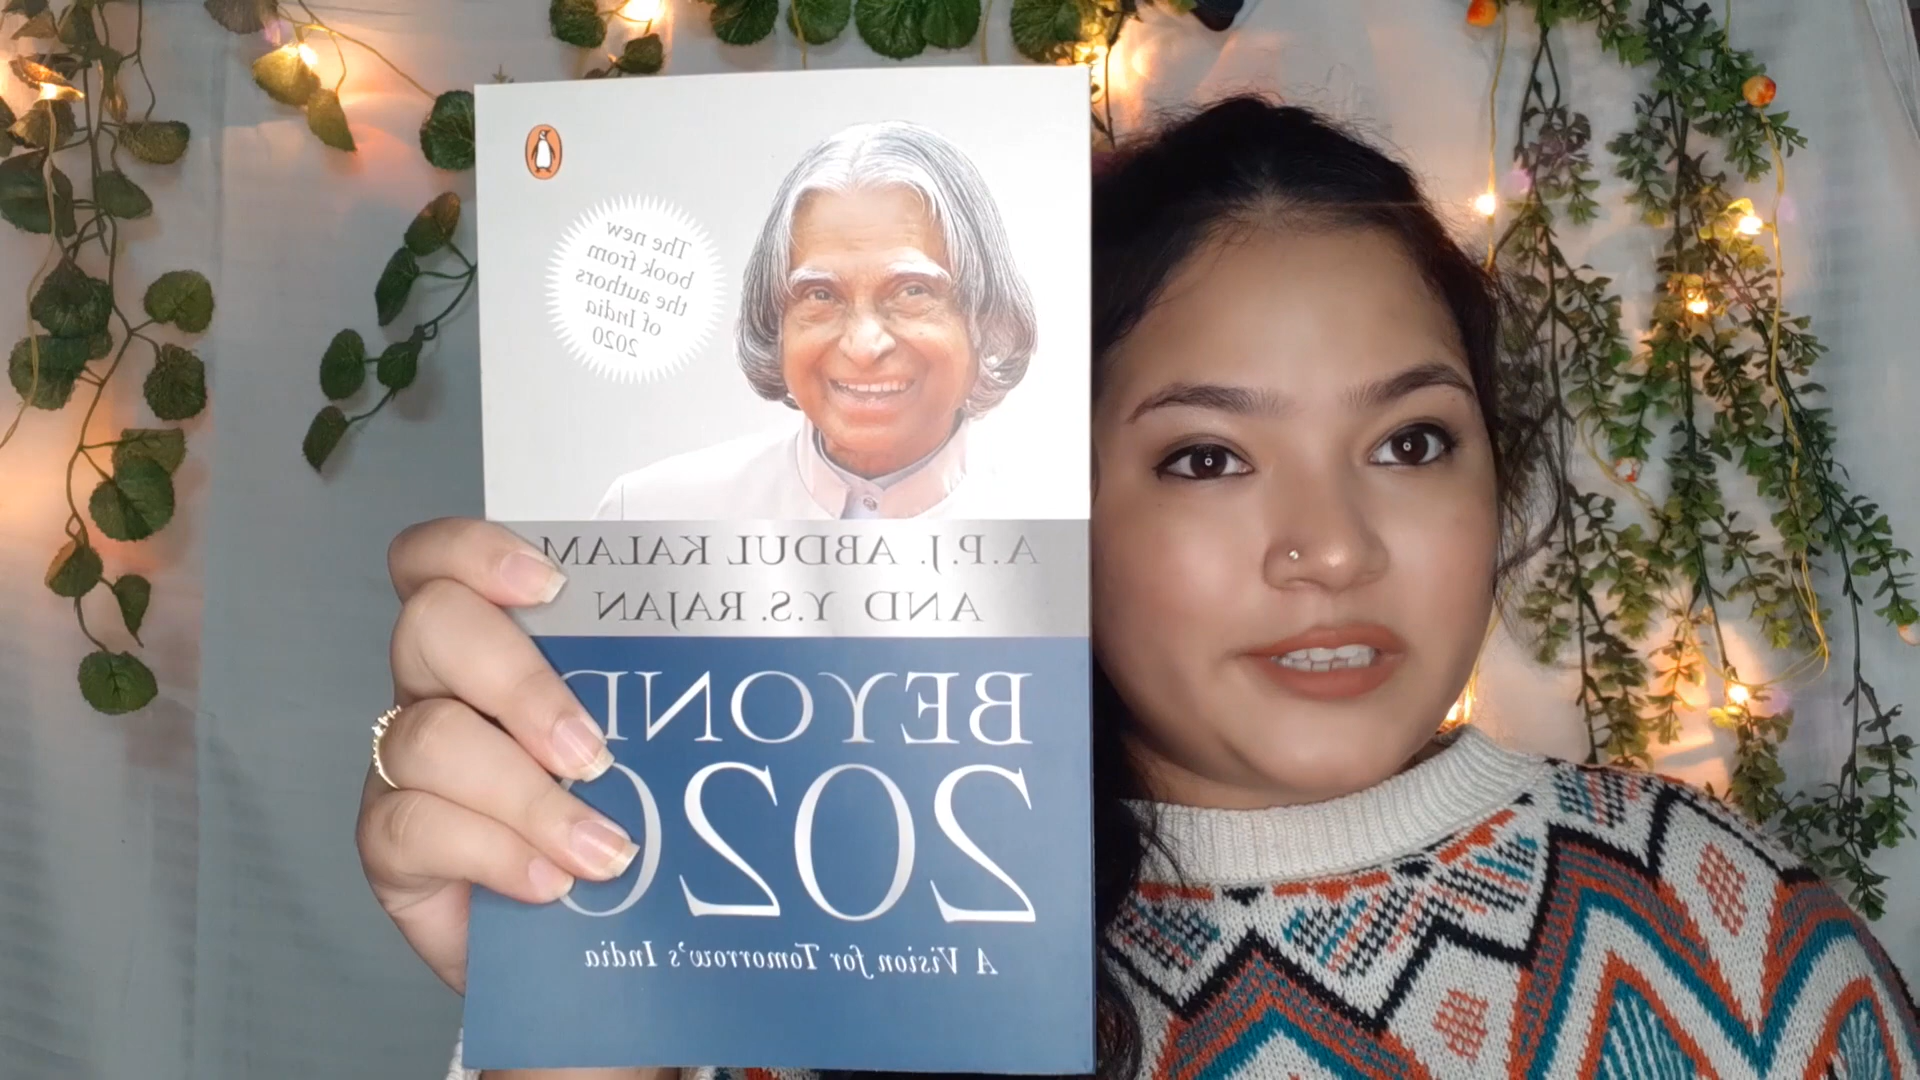 The new
book from
the authors
of India
2020
A.P.J. ABDUL KALAM
AND Y.S. RAJAN
BEYOND
2020
A Vision for Tomorrow's India